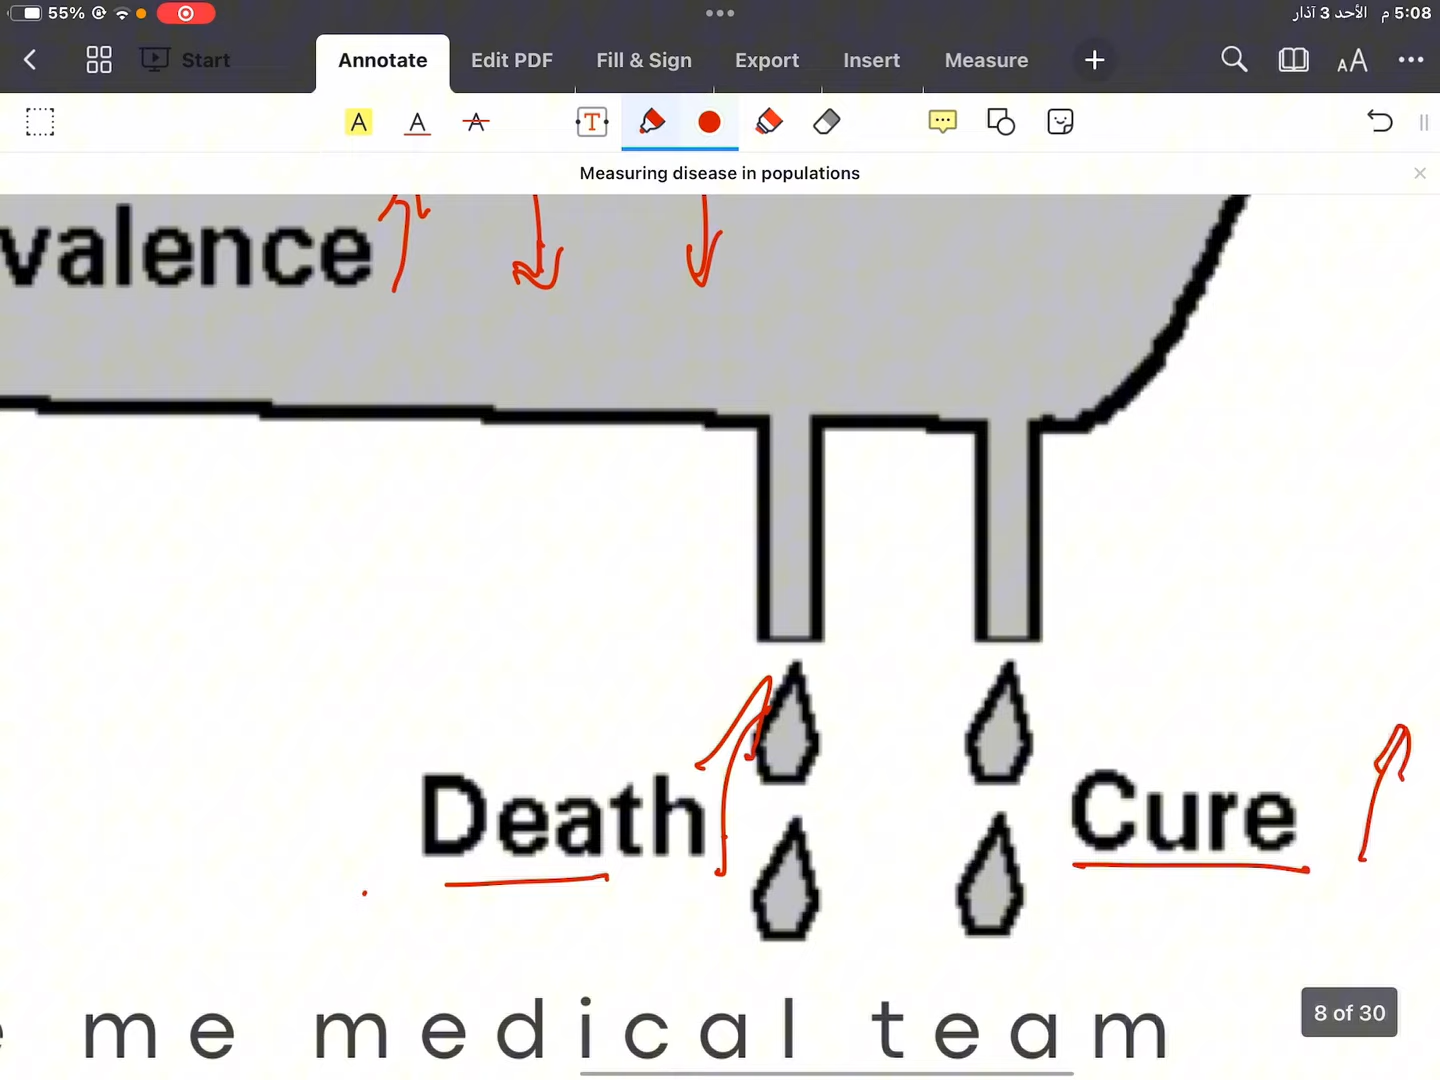 55% الأحد 3 آذار 5:08 م
Start Annotate Edit PDF Fill & Sign Export Insert Measure AA
A A A T
Measuring disease in populations
valence
Death Cure
me medical team
8 of 30